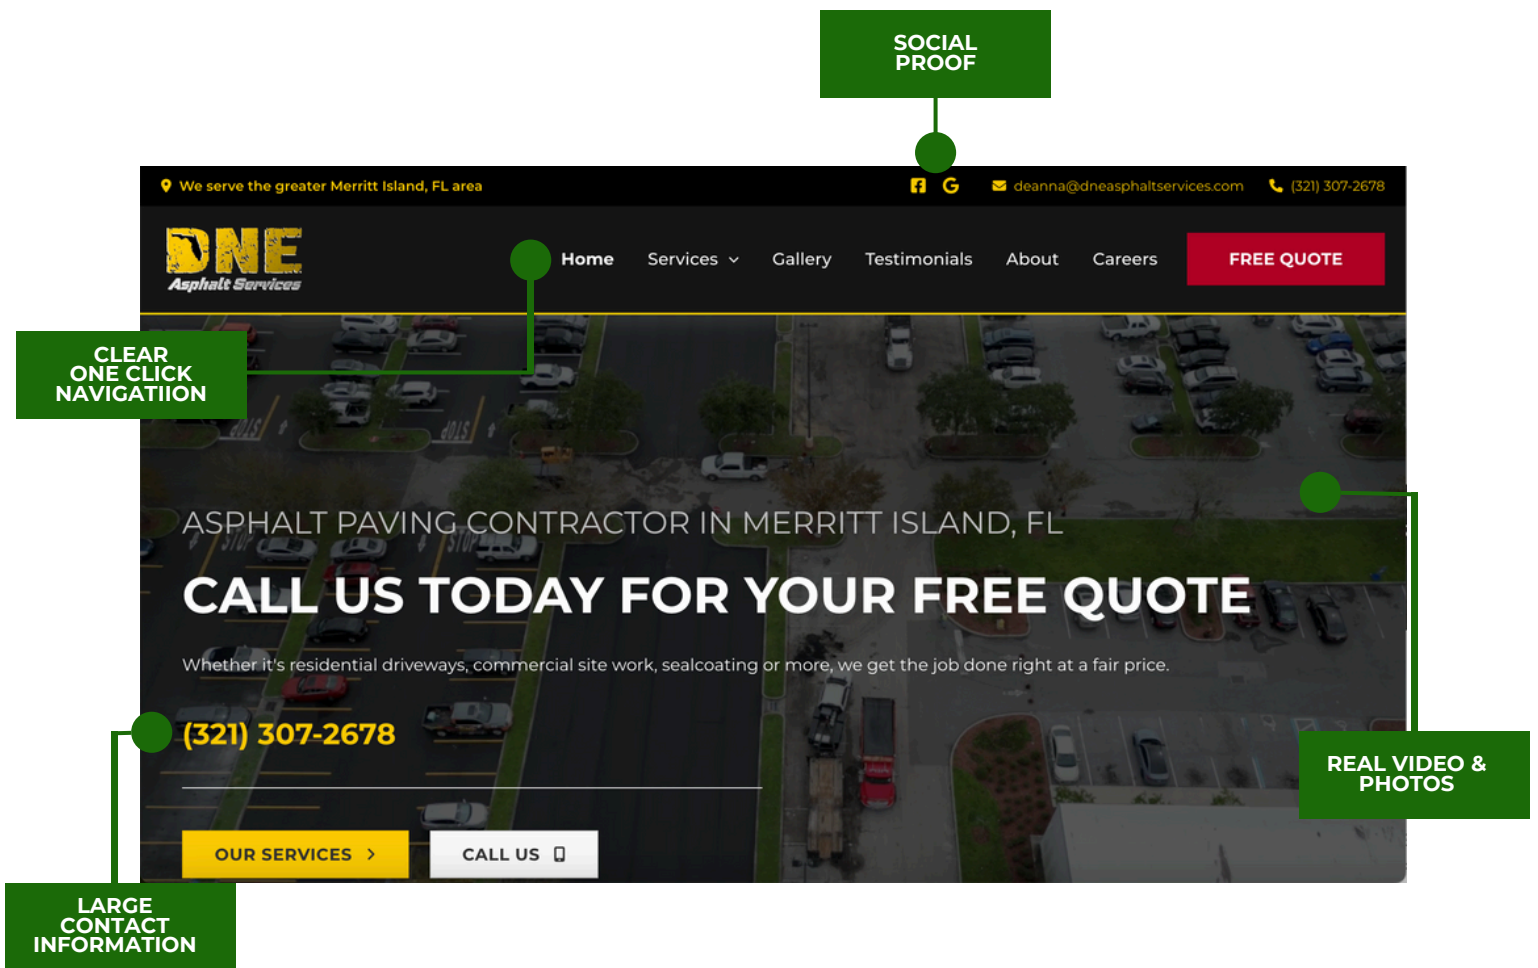 SOCIAL
PROOF
We serve the greater Merritt Island, FL area
deanna@dneasphaltservices.com
(321) 307-2678
DNE
Asphalt Services
Home
Services
Gallery
Testimonials
About
Careers
FREE QUOTE
CLEAR
ONE CLICK
NAVIGATIION
STOP
STOP
ASPHALT PAVING CONTRACTOR IN MERRITT ISLAND, FL
STOP
STOP
CALL US TODAY FOR YOUR FREE QUOTE
Whether it's residential driveways, commercial site work, sealcoating or more, we get the job done right at a fair price.
(321) 307-2678
REAL VIDEO &
PHOTOS
OUR SERVICES
CALL US
LARGE
CONTACT
INFORMATION